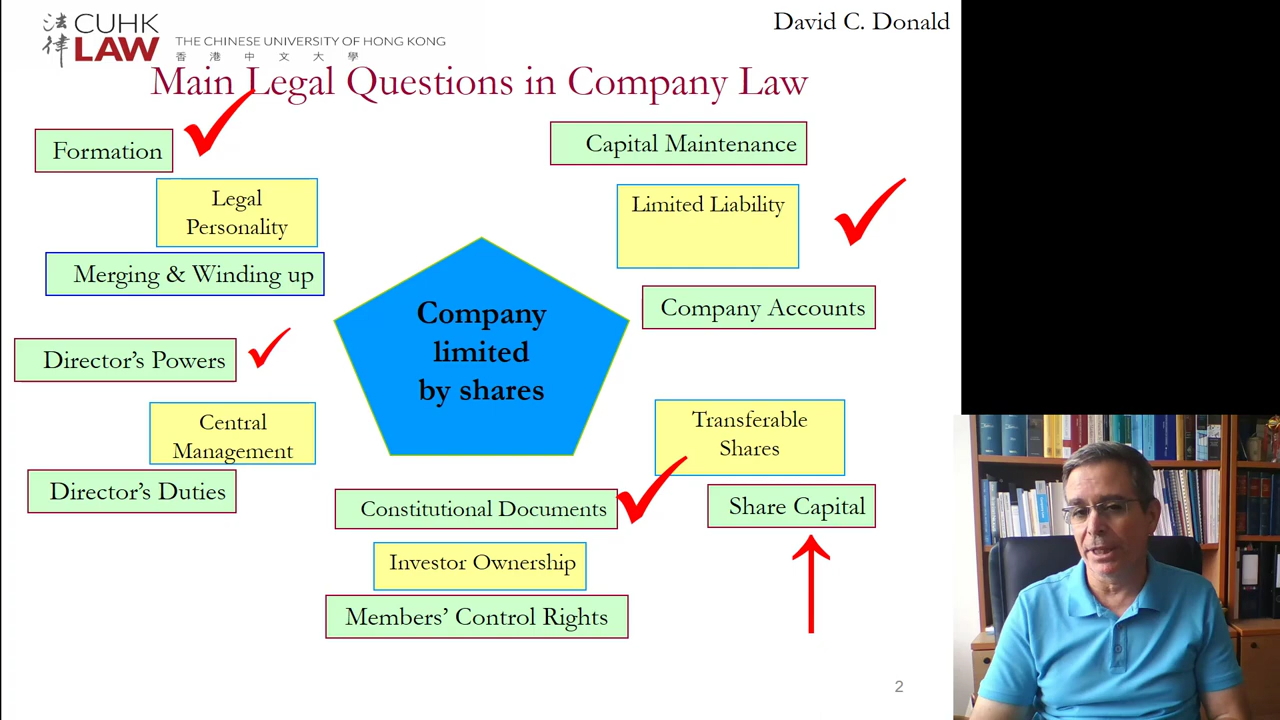 法律
CUHK
LAW
THE CHINESE UNIVERSITY OF HONG KONG
香港中文大學
David C. Donald
Main Legal Questions in Company Law
Formation
Legal
Personality
Merging & Winding up
Director's Powers
Central
Management
Director's Duties
Company
limited
by shares
Capital Maintenance
Limited Liability
Company Accounts
Transferable
Shares
Share Capital
Constitutional Documents
Investor Ownership
Members' Control Rights
2